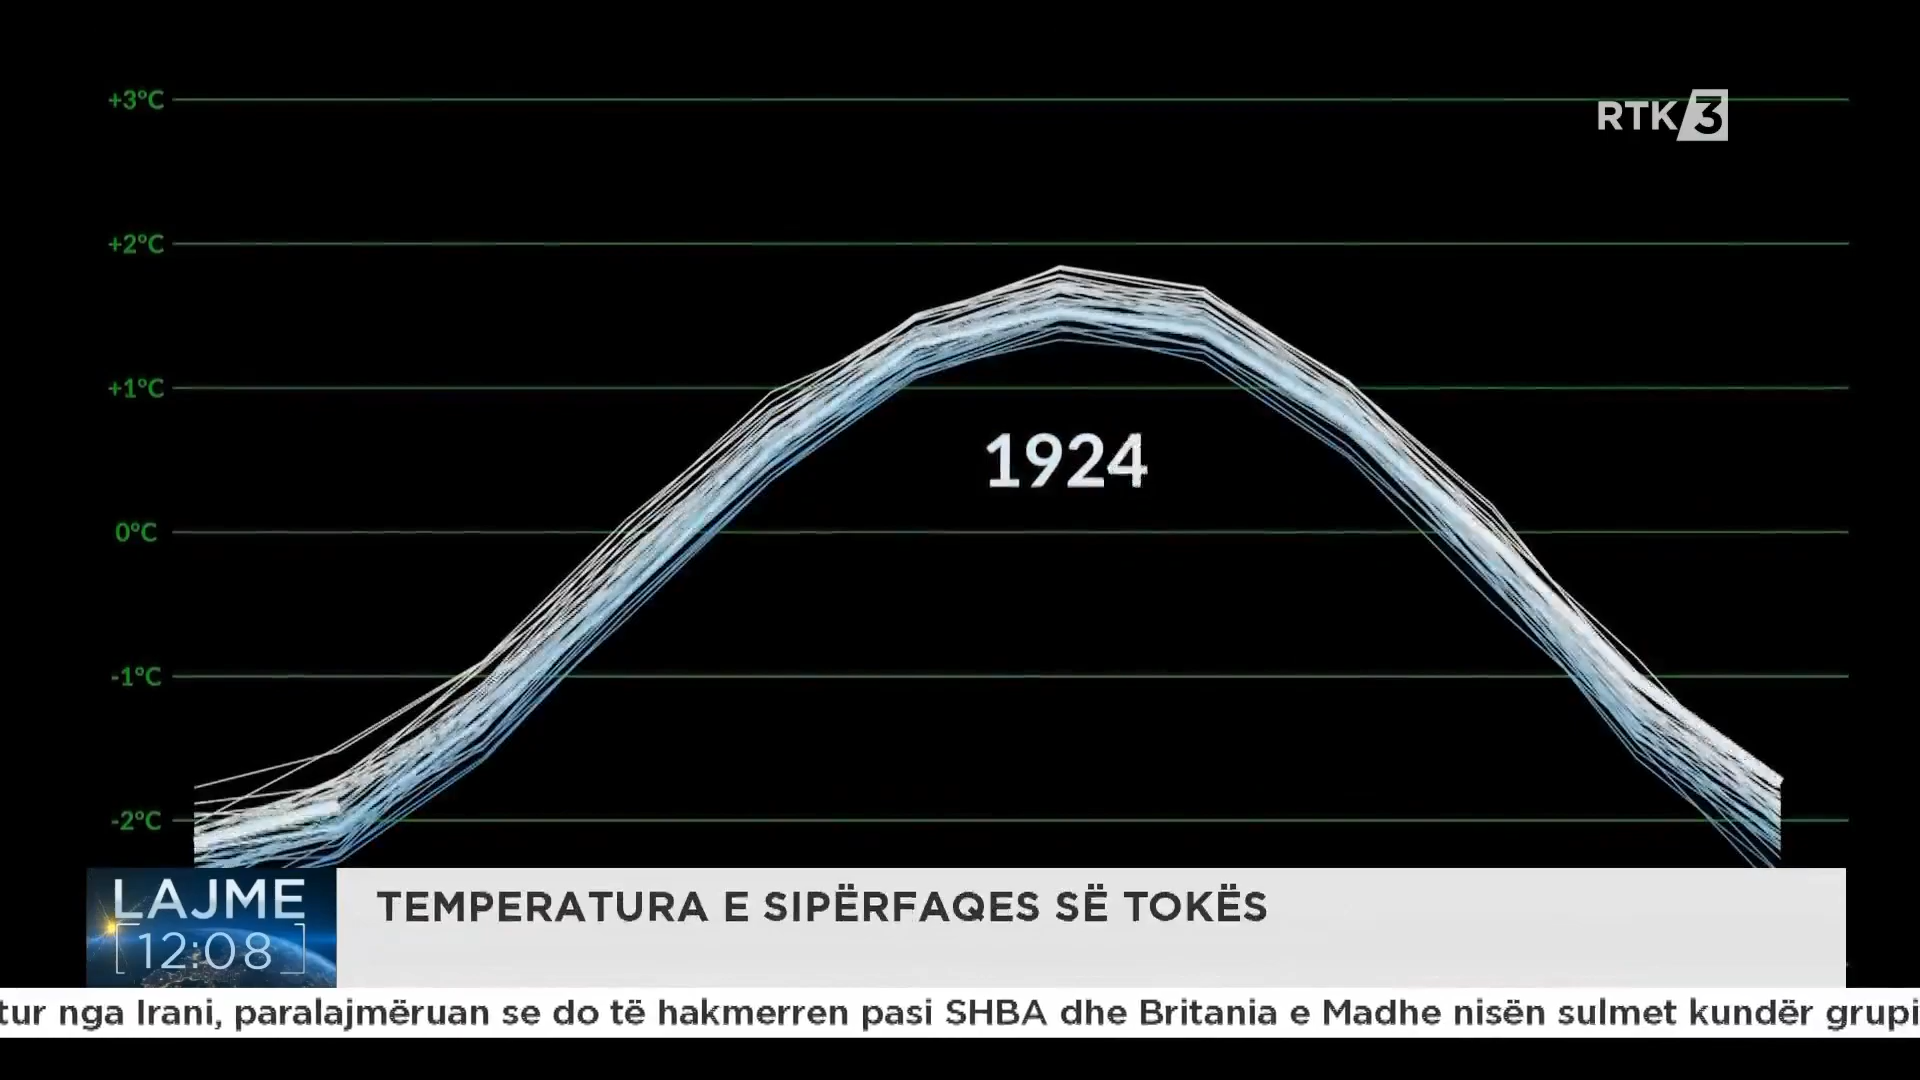 +3°C
RTK 3
+2°C
+1°C
1924
0°C
-1°C
-2°C
LAJME
12:08
TEMPERATURA E SIPËRFAQES SË TOKËS
tur nga Irani, paralajmëruan se do të hakmerren pasi SHBA dhe Britania e Madhe nisën sulmet kundër grupi